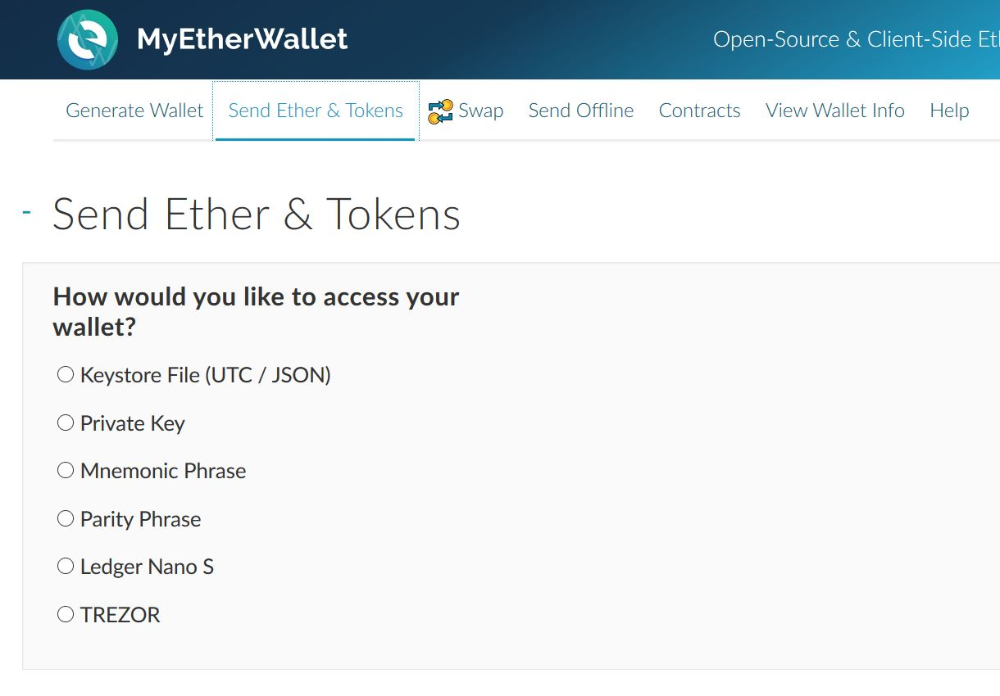 MyEtherWallet
Open-Source & Client-Side
Generate Wallet
Send Ether & Tokens
Swap
Send Offline
Contracts
View Wallet Info
Help
- Send Ether & Tokens
How would you like to access your
wallet?
Keystore File (UTC / JSON)
Private Key
Mnemonic Phrase
Parity Phrase
Ledger Nano S
TREZOR